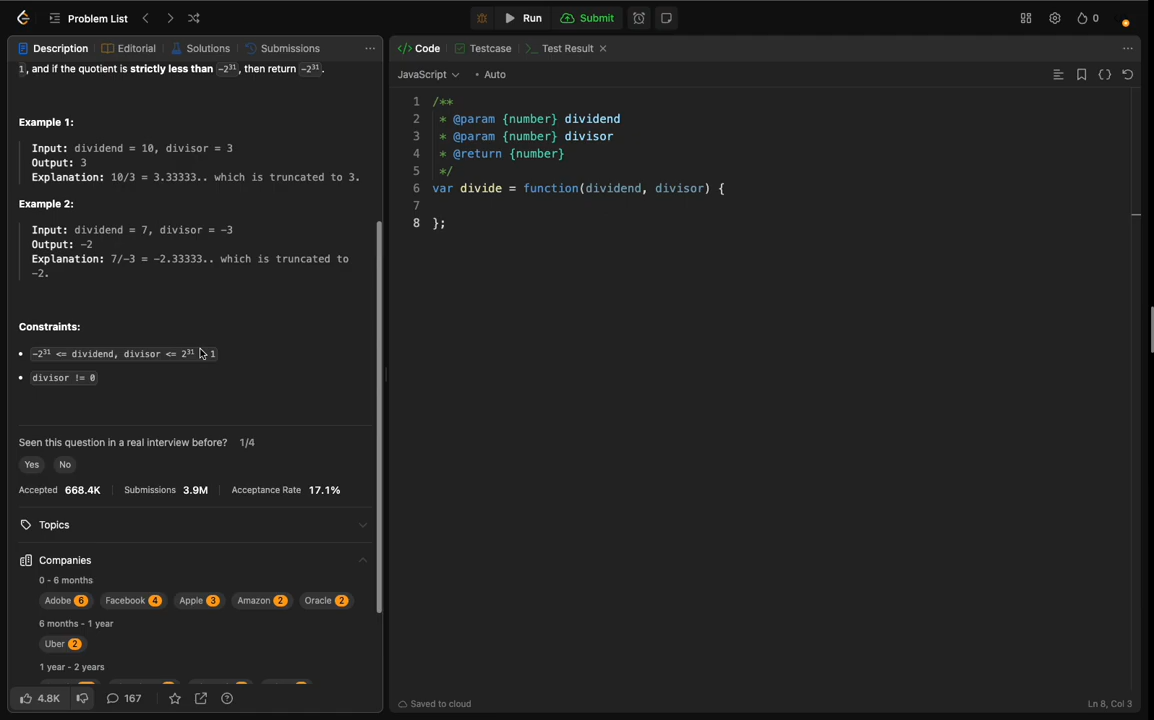 Problem List
Run
Submit
0
Description
Editorial
Solutions
Submissions
1, and if the quotient is strictly less than -2³¹, then return -2³¹.
Example 1:
Input: dividend = 10, divisor = 3
Output: 3
Explanation: 10/3 = 3.33333.. which is truncated to 3.
Example 2:
Input: dividend = 7, divisor = -3
Output: -2
Explanation: 7/-3 = -2.33333.. which is truncated to
-2.
Constraints:
-2³¹ <= dividend, divisor <= 2³¹ 1
divisor != 0
Seen this question in a real interview before? 1/4
Yes No
Accepted 668.4K Submissions 3.9M Acceptance Rate 17.1%
Topics
Companies
0 - 6 months
Adobe 6 Facebook 4 Apple 3 Amazon 2 Oracle 2
6 months - 1 year
Uber 2
1 year - 2 years
4.8K 167
</> Code
Testcase
>_ Test Result
JavaScript
Auto
1 /**
2 * @param {number} dividend
3 * @param {number} divisor
4 * @return {number}
5 */
6 var divide = function(dividend, divisor) {
7
8 };
Saved to cloud
Ln 8, Col 3